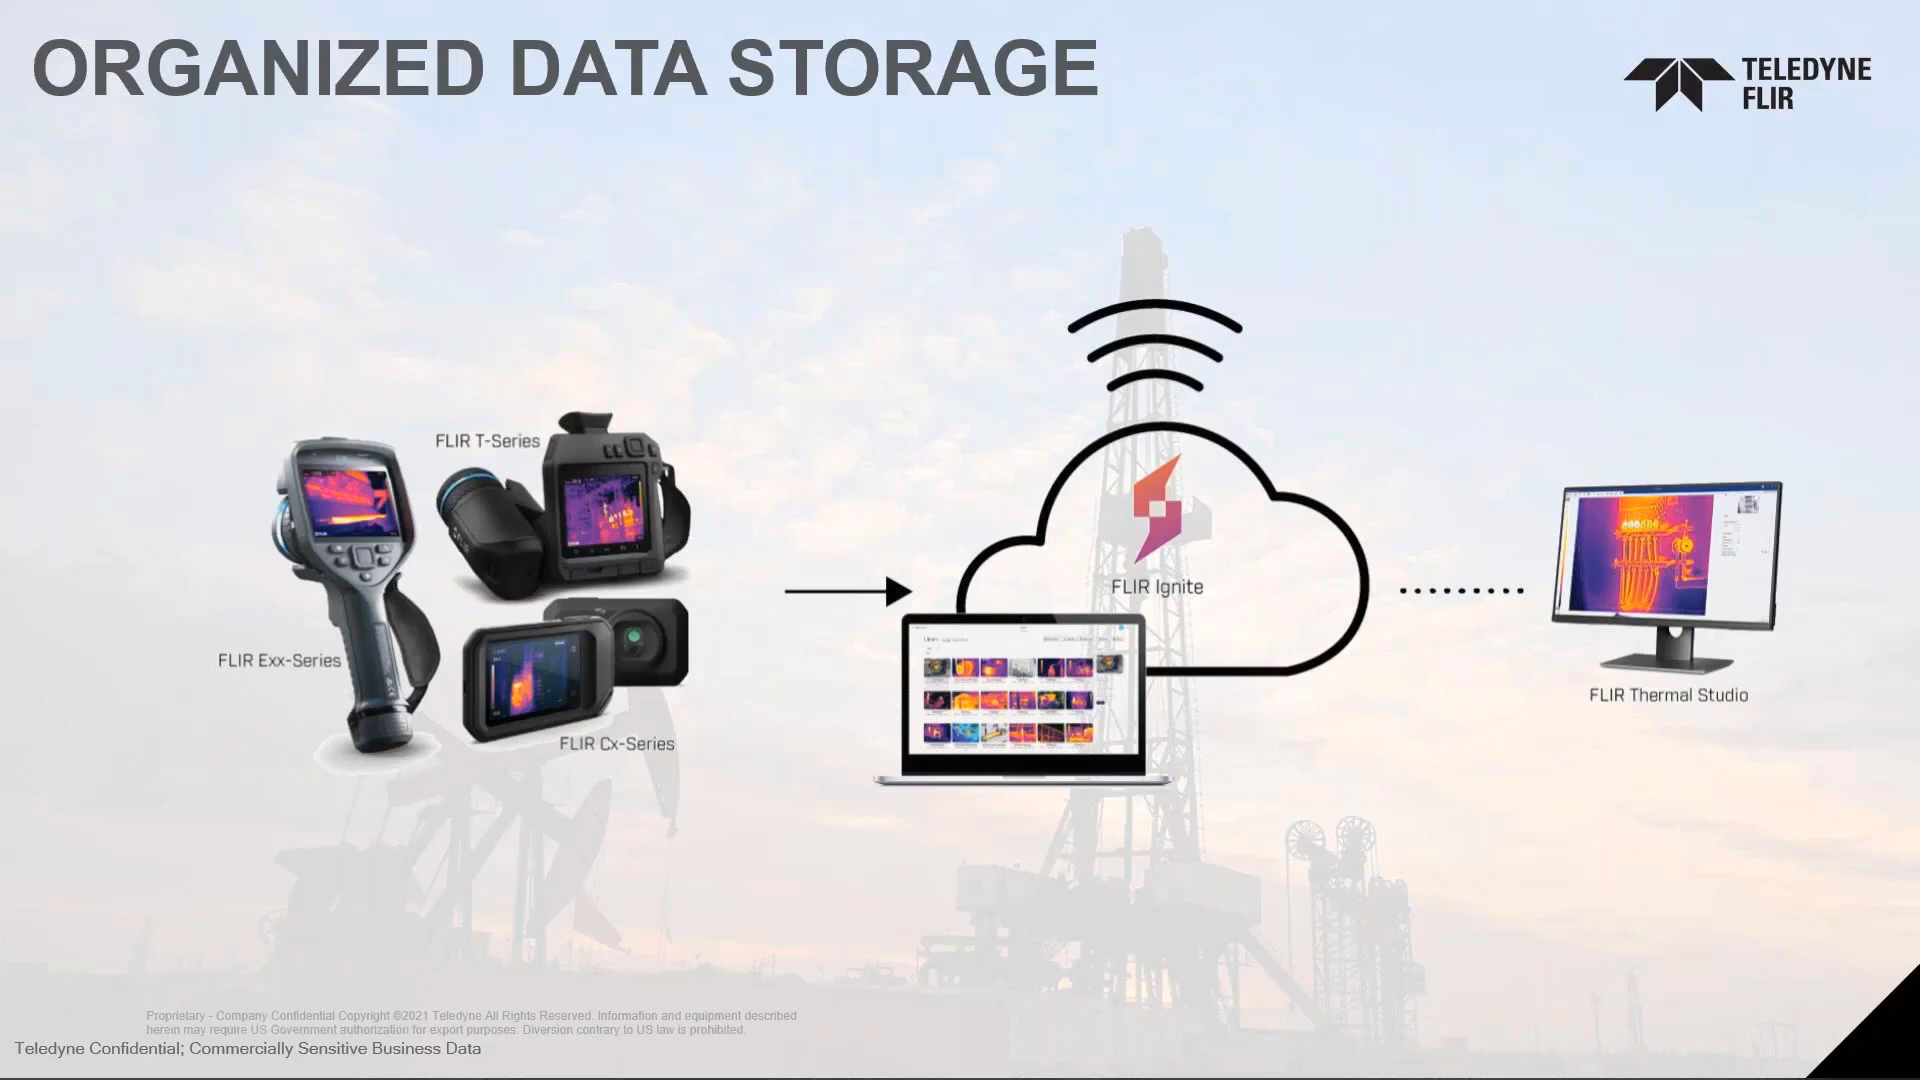 ORGANIZED DATA STORAGE
TELEDYNE
FLIR
FLIR T-Series
FLIR Exx-Series
FLIR Cx-Series
FLIR Ignite
FLIR Thermal Studio
Proprietary - Company Confidential Copyright ©2021 Teledyne All Rights Reserved. Information and equipment described
herein may require US Government authorization for export purposes. Diversion contrary to US law is prohibited.
Teledyne Confidential; Commercially Sensitive Business Data